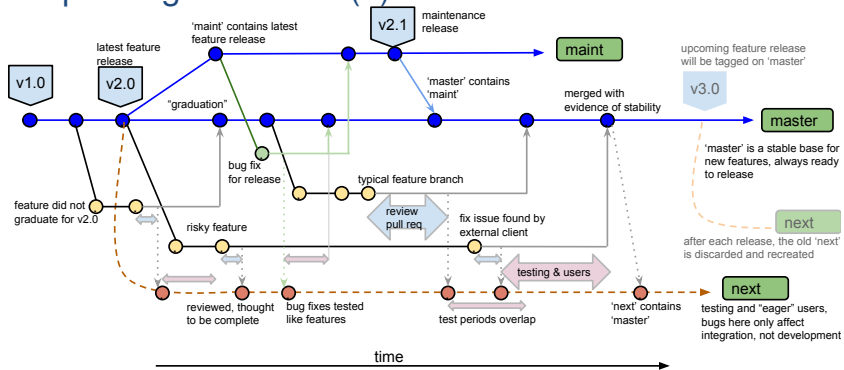 v2.1
maintenance
release
'maint' contains latest
feature release
latest feature
release
v1.0
v2.0
maint
upcoming feature release
will be tagged on 'master'
v3.0
'master' contains
'maint'
merged with
evidence of stability
"graduation"
master
'master' is a stable base for
new features, always ready
to release
bug fix
for release
typical feature branch
feature did not
graduate for v2.0
review
pull req
risky feature
fix issue found by
external client
next
after each release, the old 'next'
is discarded and recreated
testing & users
next
reviewed, thought
to be complete
bug fixes tested
like features
test periods overlap
'next' contains
'master'
testing and "eager" users,
bugs here only affect
integration, not development
time